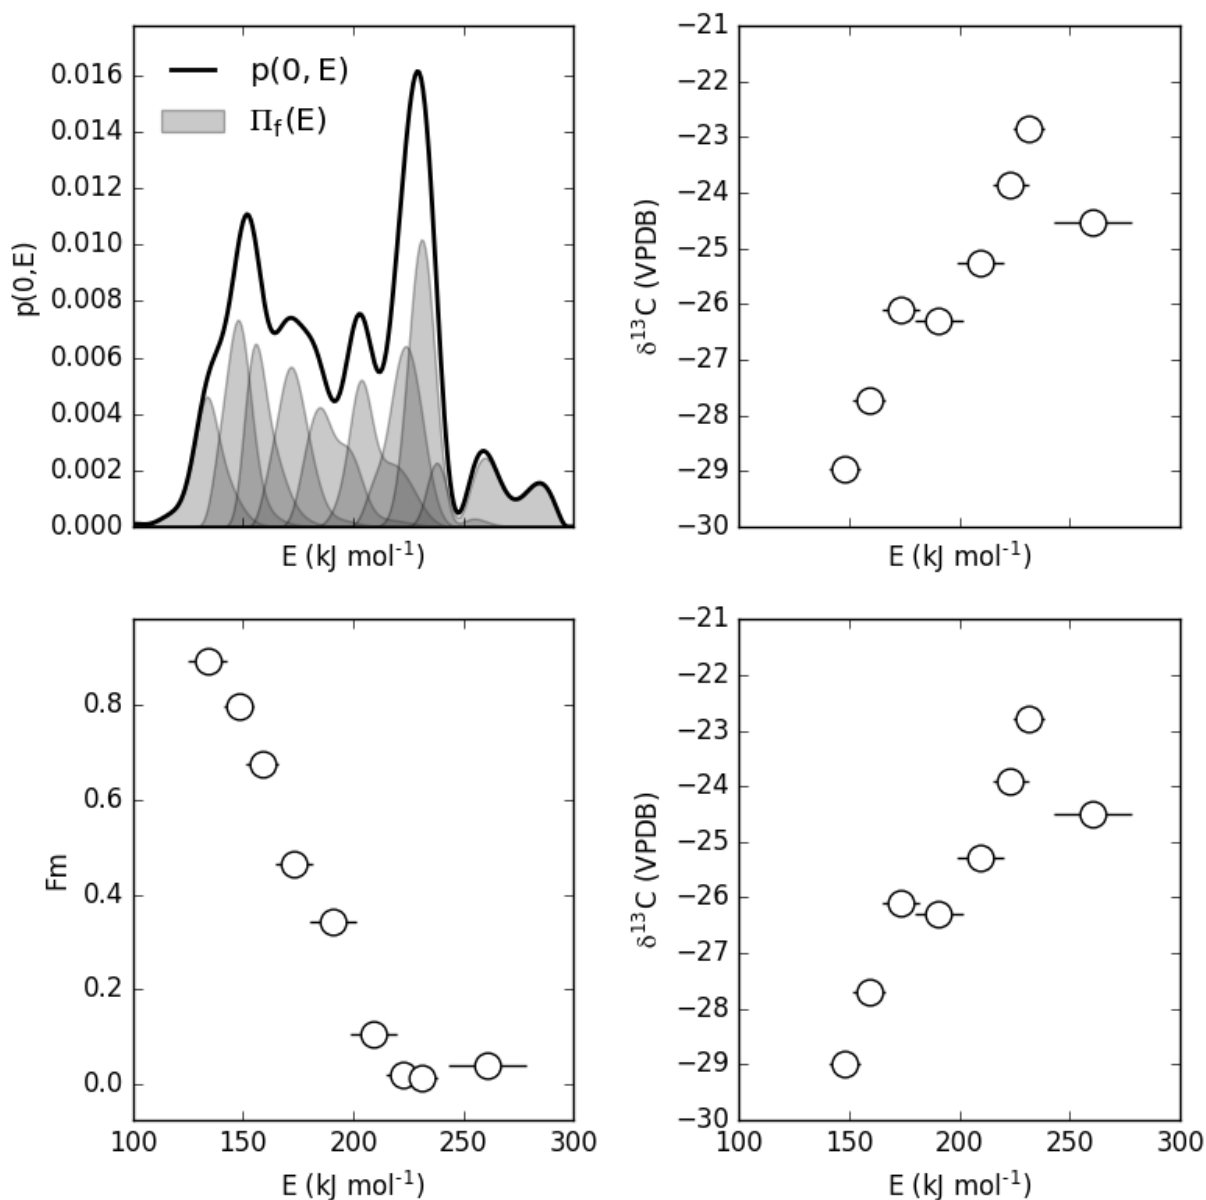 p(0, E)
Πf(E)
0.016
0.014
0.012
0.010
0.008
0.006
0.004
0.002
0.000
p(0,E)
E (kJ mol-1)
−21
−22
−23
−24
−25
−26
−27
−28
−29
−30
δ13C (VPDB)
E (kJ mol-1)
0.8
0.6
0.4
0.2
0.0
Fm
100 150 200 250 300
E (kJ mol-1)
−21
−22
−23
−24
−25
−26
−27
−28
−29
−30
δ13C (VPDB)
100 150 200 250 300
E (kJ mol-1)